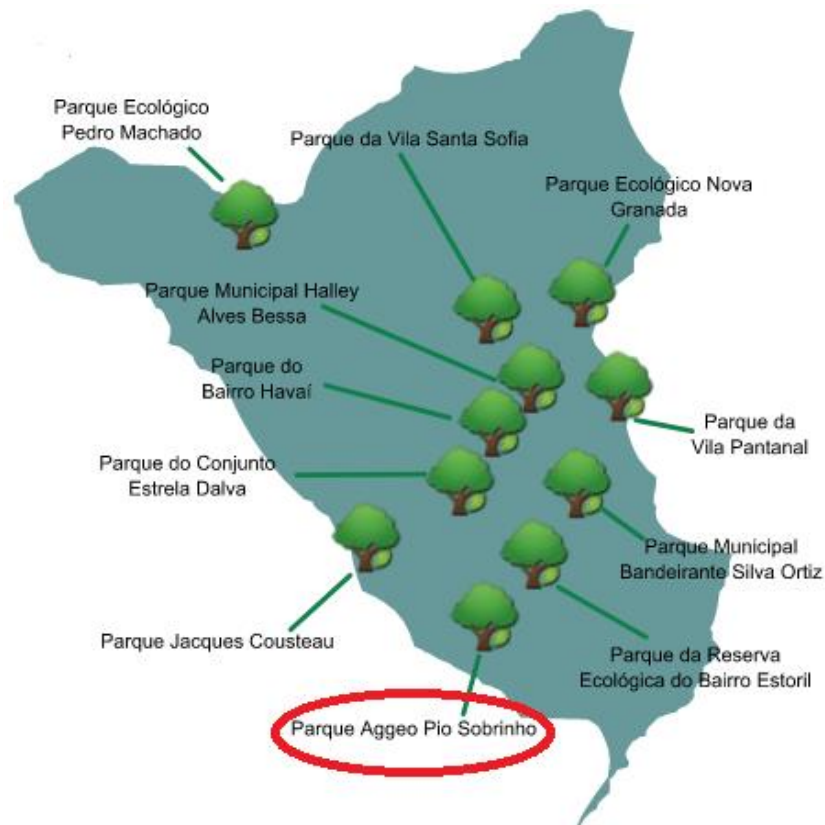 Parque Ecológico
Pedro Machado
Parque da Vila Santa Sofia
Parque Ecológico Nova
Granada
Parque Municipal Halley
Alves Bessa
Parque do
Bairro Havaí
Parque da
Vila Pantanal
Parque do Conjunto
Estrela Dalva
Parque Municipal
Bandeirante Silva Ortiz
Parque Jacques Cousteau
Parque da Reserva
Ecológica do Bairro Estoril
Parque Aggeo Pio Sobrinho